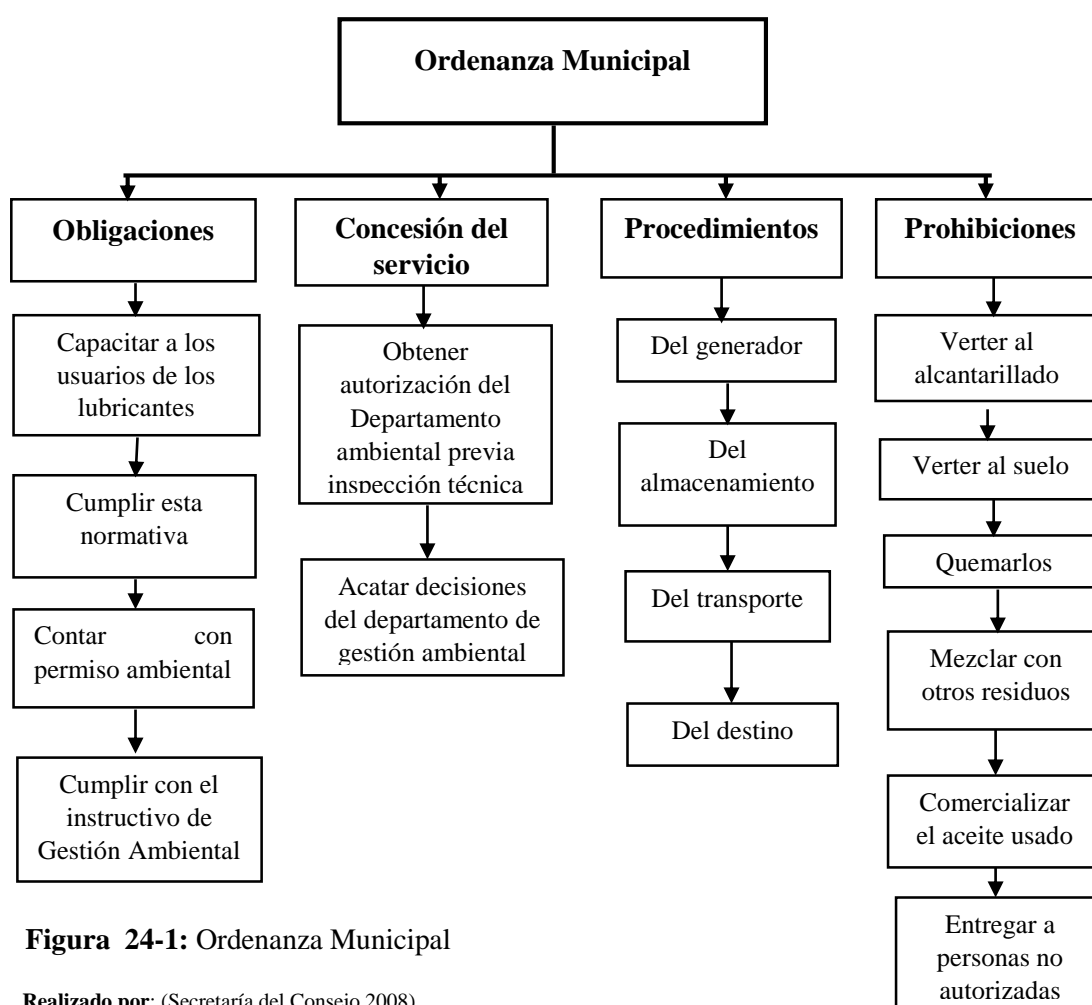 Ordenanza Municipal
Obligaciones
Capacitar a los
usuarios de los
lubricantes
Cumplir esta
normativa
Contar con
permiso ambiental
Cumplir con el
instructivo de
Gestión Ambiental
Concesión del
servicio
Obtener
autorización del
Departamento
ambiental previa
inspección técnica
Acatar decisiones
del departamento de
gestión ambiental
Procedimientos
Del generador
Del
almacenamiento
Del transporte
Del destino
Prohibiciones
Verter al
alcantarillado
Verter al suelo
Quemarlos
Mezclar con
otros residuos
Comercializar
el aceite usado
Entregar a
personas no
autorizadas
Figura 24-1: Ordenanza Municipal
Realizado por: (Secretaría del Consejo 2008)